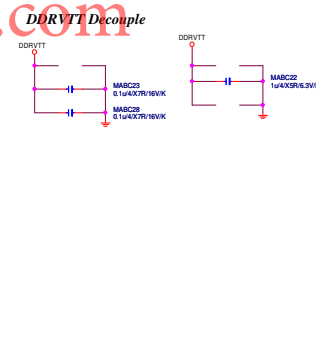 .com
DDRVTT Decouple
DDRVTT
MABC23
0.1u/4/X7R/16V/K
MABC28
0.1u/4/X7R/16V/K
DDRVTT
MABC22
1u/4/X5R/6.3V/